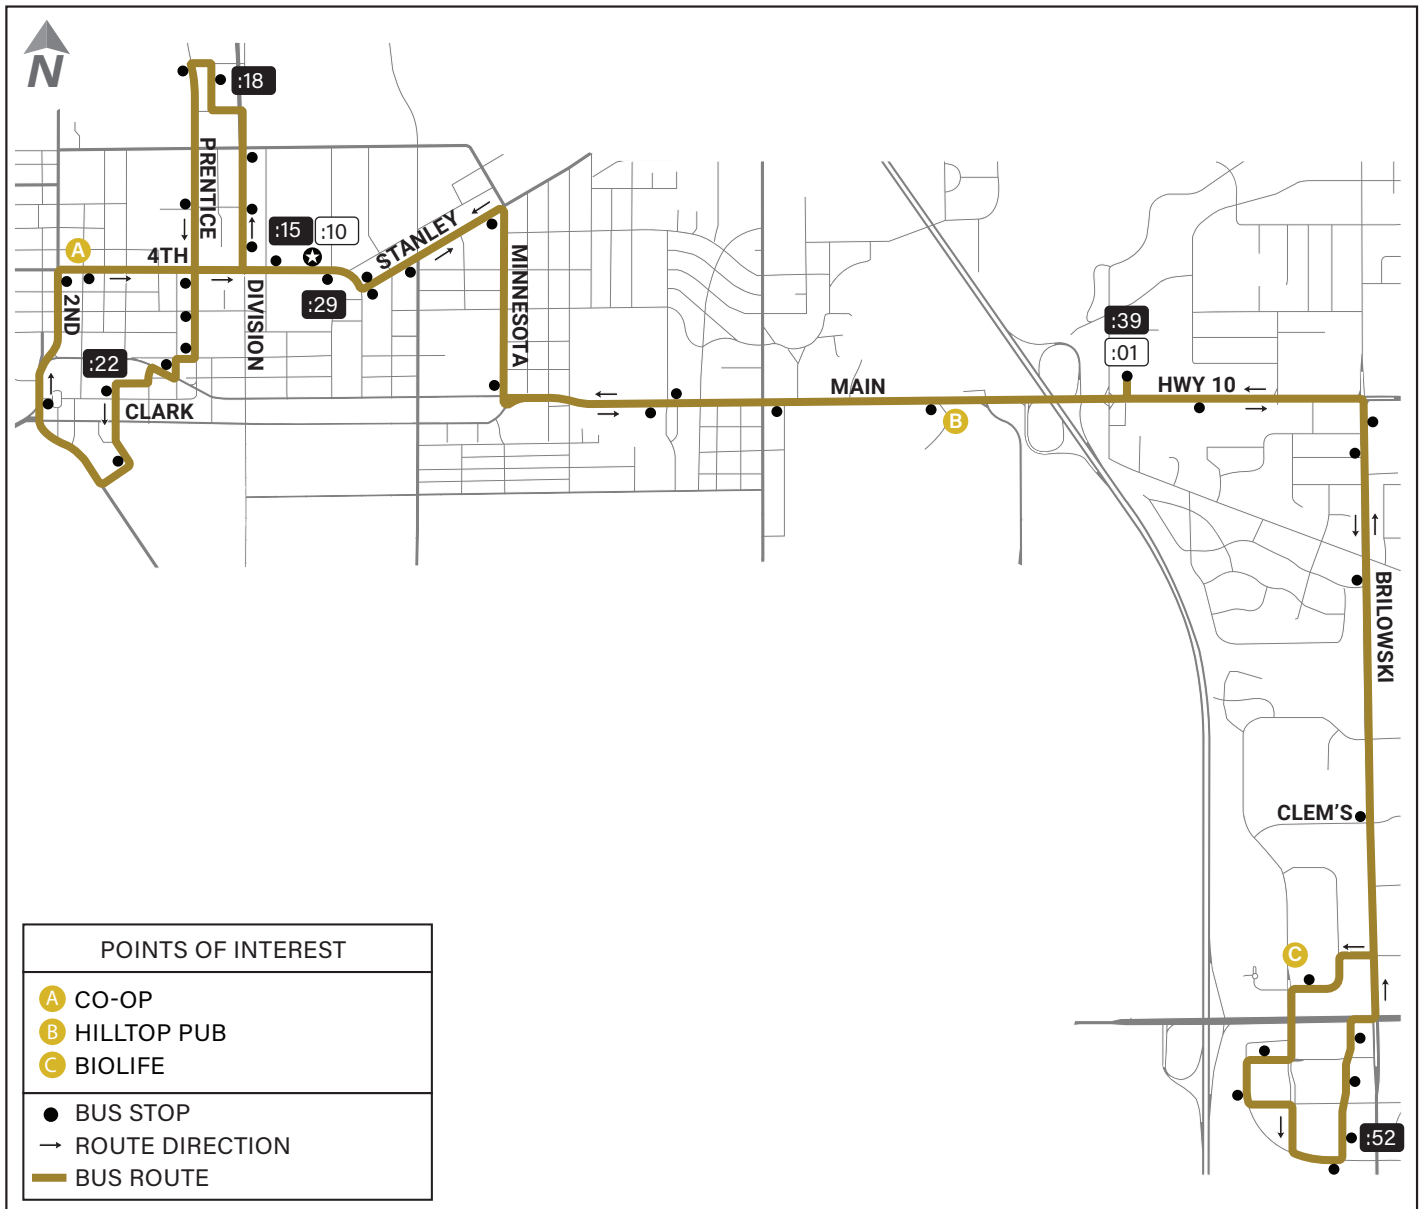 N
:18
PRENTICE
:15
:10
STANLEY
A
4TH
:29
2ND
DIVISION
MINNESOTA
:22
CLARK
:39
:01
MAIN
HWY 10
B
BRILOWSKI
CLEM'S
C
:52
POINTS OF INTEREST
A CO-OP
B HILLTOP PUB
C BIOLIFE
BUS STOP
ROUTE DIRECTION
BUS ROUTE